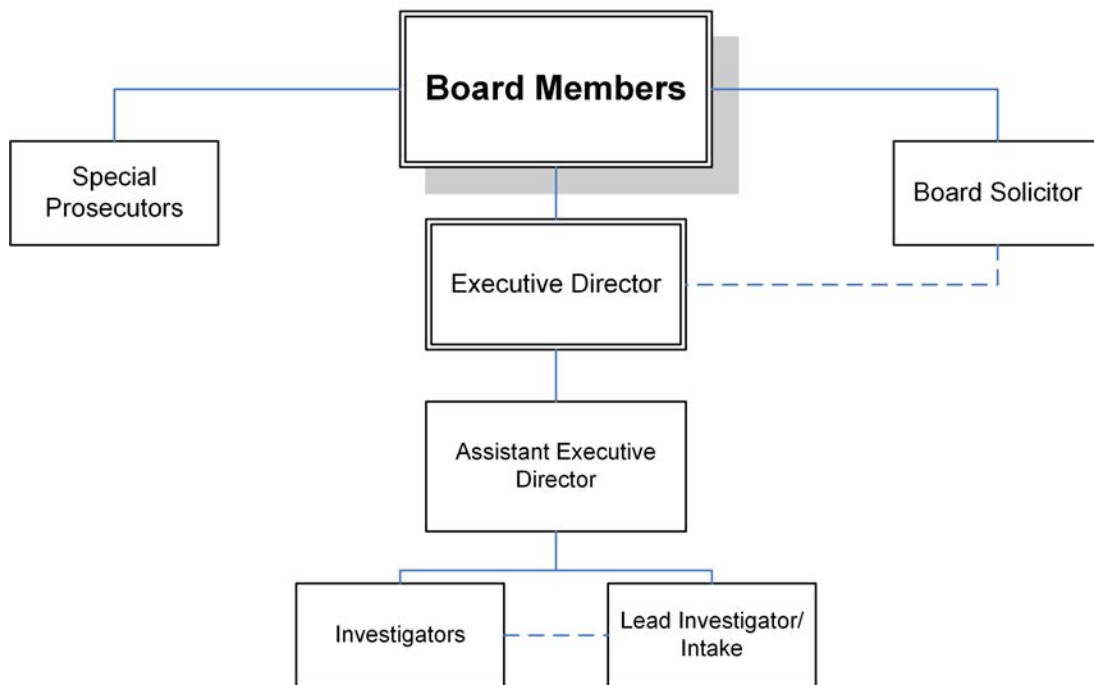 Board Members
Special
Prosecutors
Board Solicitor
Executive Director
Assistant Executive
Director
Investigators
Lead Investigator/
Intake